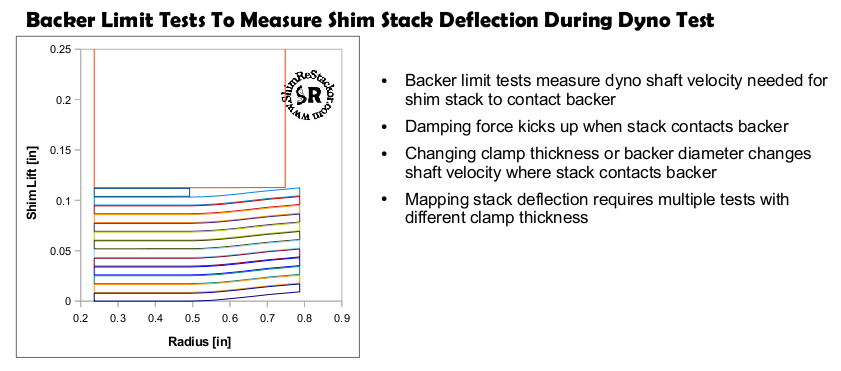 Backer Limit Tests To Measure Shim Stack Deflection During Dyno Test
0.25
0.2
0.15
0.1
0.05
0
0.2 0.3 0.4 0.5 0.6 0.7 0.8 0.9
Shim Lift [in]
Radius [in]
www.ShimReStackor.com
SR
• Backer limit tests measure dyno shaft velocity needed for
shim stack to contact backer
• Damping force kicks up when stack contacts backer
• Changing clamp thickness or backer diameter changes
shaft velocity where stack contacts backer
• Mapping stack deflection requires multiple tests with
different clamp thickness